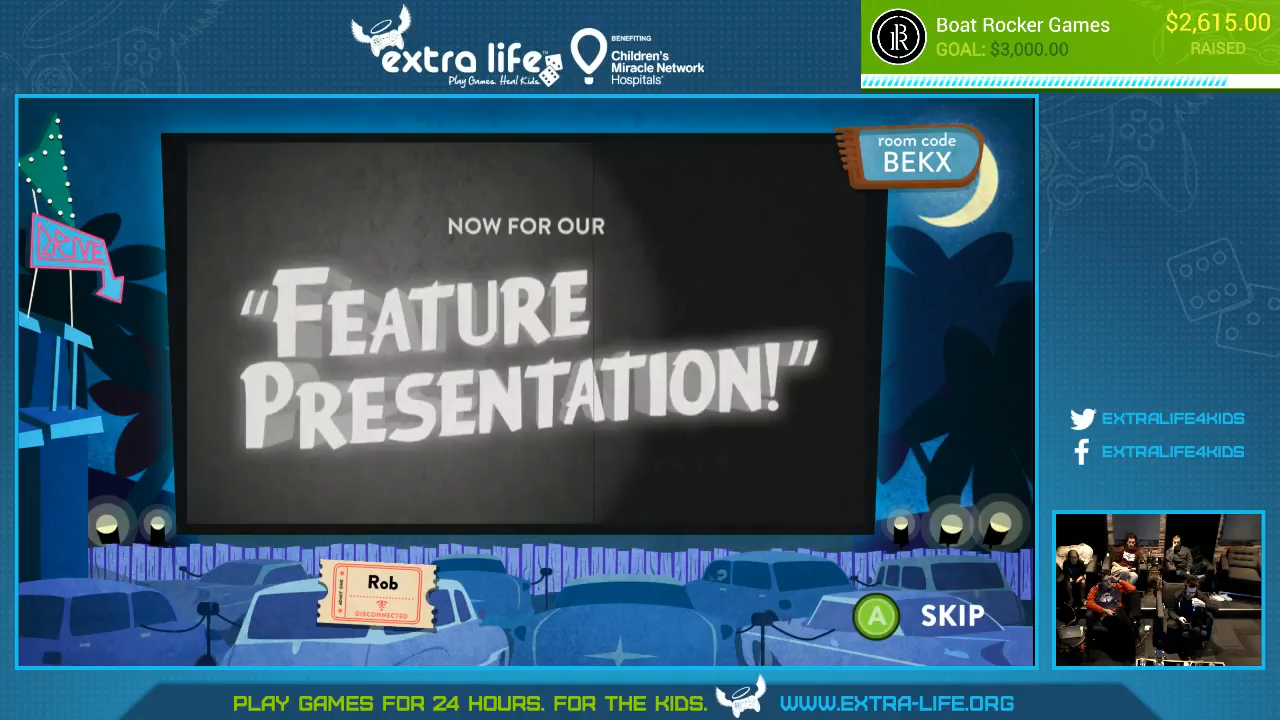 extra life
Play Games. Heal Kids.
BENEFITING
Children's
Miracle Network
Hospitals
Boat Rocker Games
GOAL: $3,000.00
$2,615.00
RAISED
room code
BEKX
DRIVE
NOW FOR OUR
"FEATURE
PRESENTATION!"
ADMIT ONE
Rob
DISCONNECTED
A SKIP
EXTRALIFE4KIDS
EXTRALIFE4KIDS
PLAY GAMES FOR 24 HOURS. FOR THE KIDS.
WWW.EXTRA-LIFE.ORG